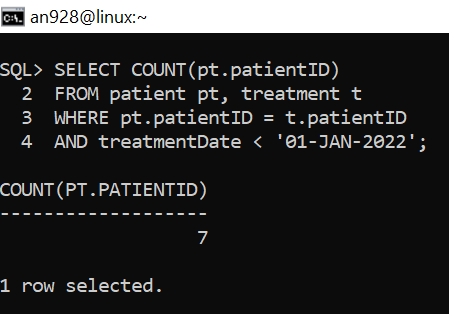 C:\. an928@linux:~
SQL> SELECT COUNT(pt.patientID)
2 FROM patient pt, treatment t
3 WHERE pt.patientID = t.patientID
4 AND treatmentDate < '01-JAN-2022';
COUNT(PT.PATIENTID)
-------------------
7
1 row selected.